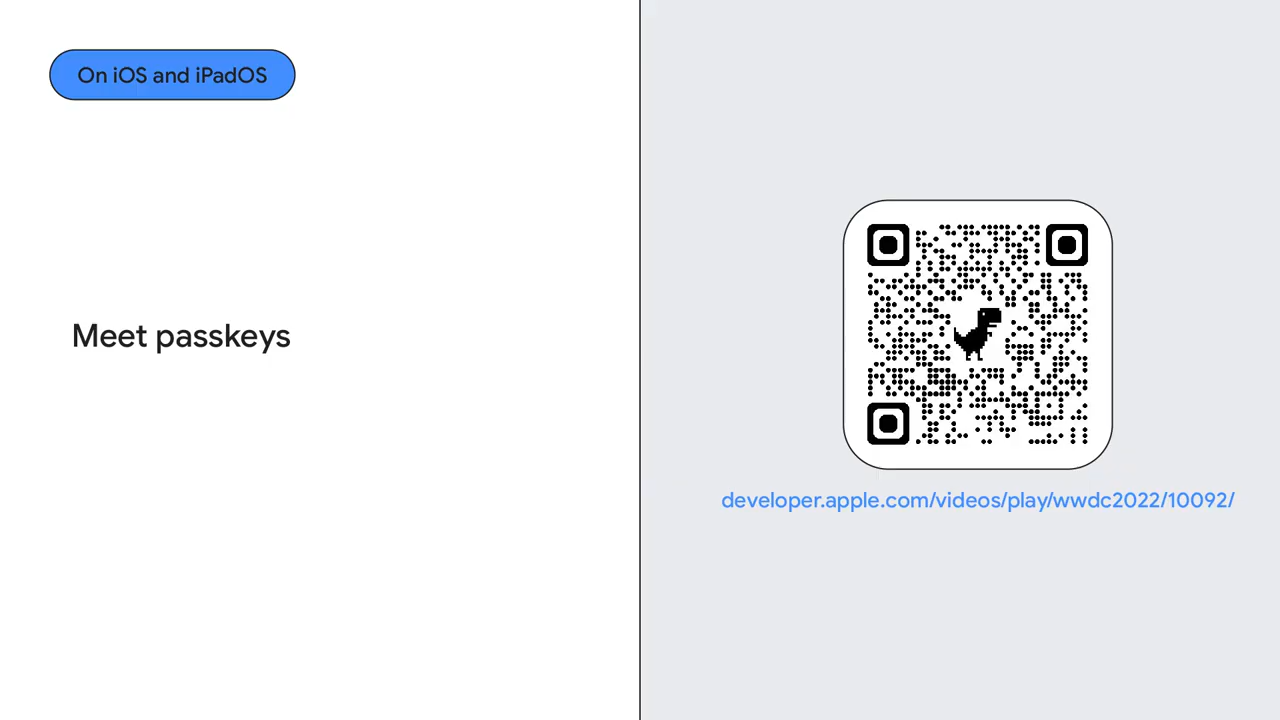 On iOS and iPadOS
Meet passkeys
developer.apple.com/videos/play/wwdc2022/10092/